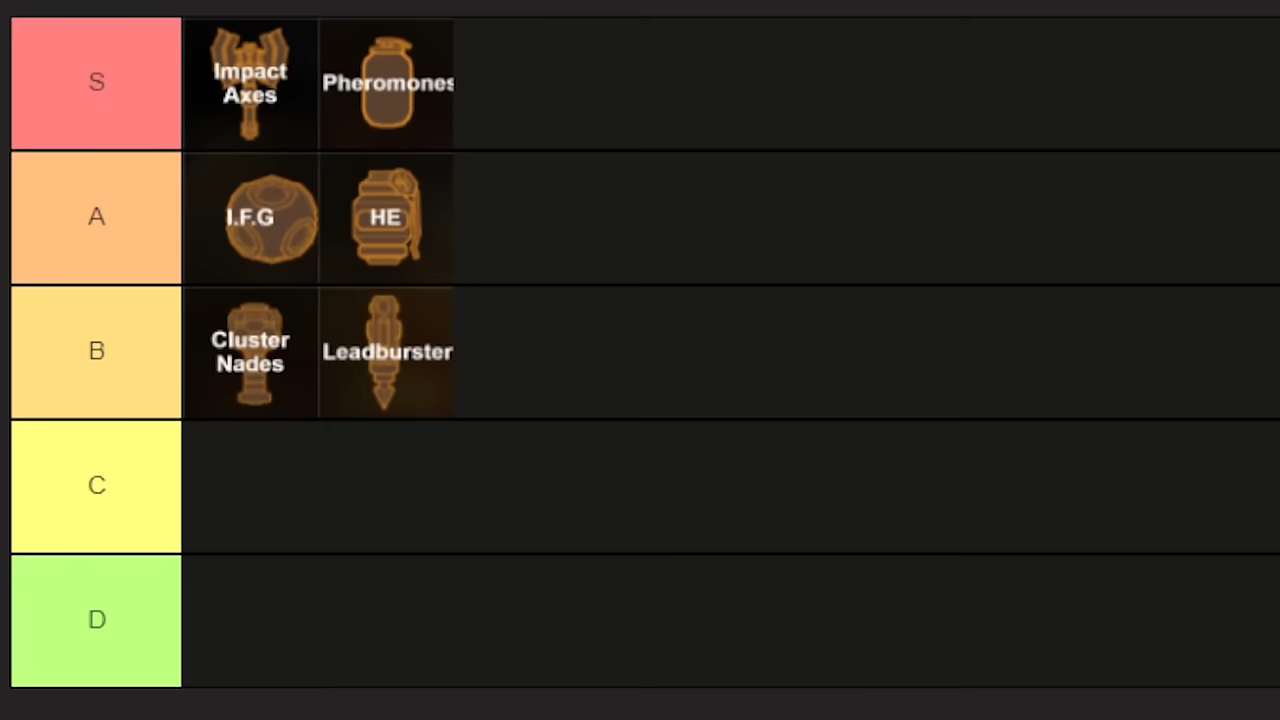 S
Impact
Axes
Pheromones
A
I.F.G
HE
B
Cluster
Nades
Leadburster
C
D